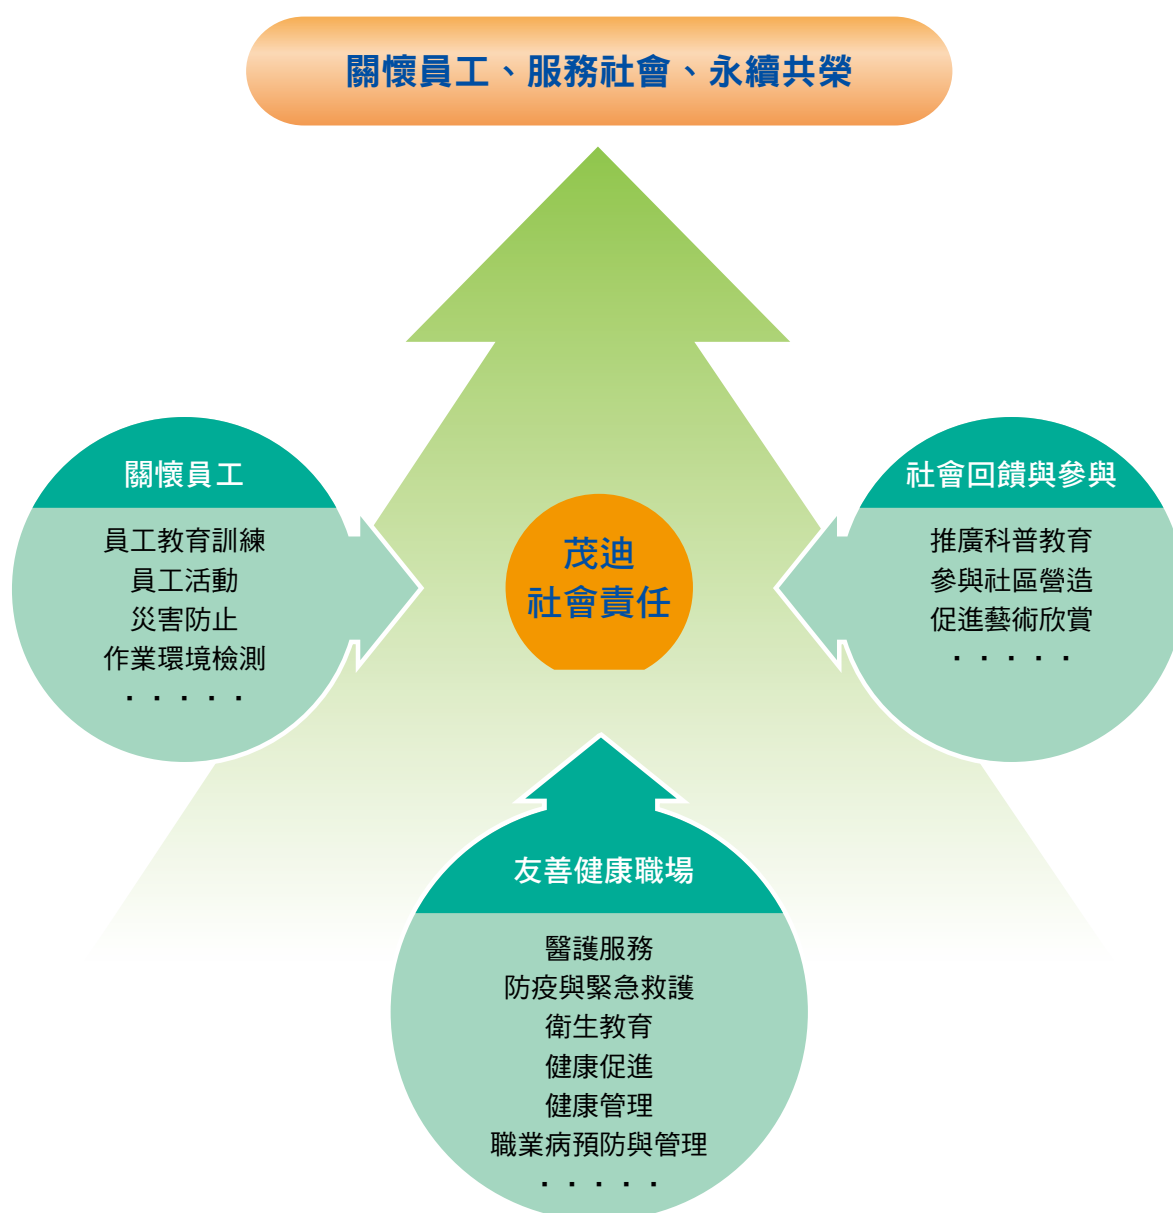 關懷員工、服務社會、永續共榮
關懷員工
員工教育訓練
員工活動
災害防止
作業環境檢測
· · · · ·
茂迪
社會責任
社會回饋與參與
推廣科普教育
參與社區營造
促進藝術欣賞
· · · · ·
友善健康職場
醫護服務
防疫與緊急救護
衛生教育
健康促進
健康管理
職業病預防與管理
· · · · ·